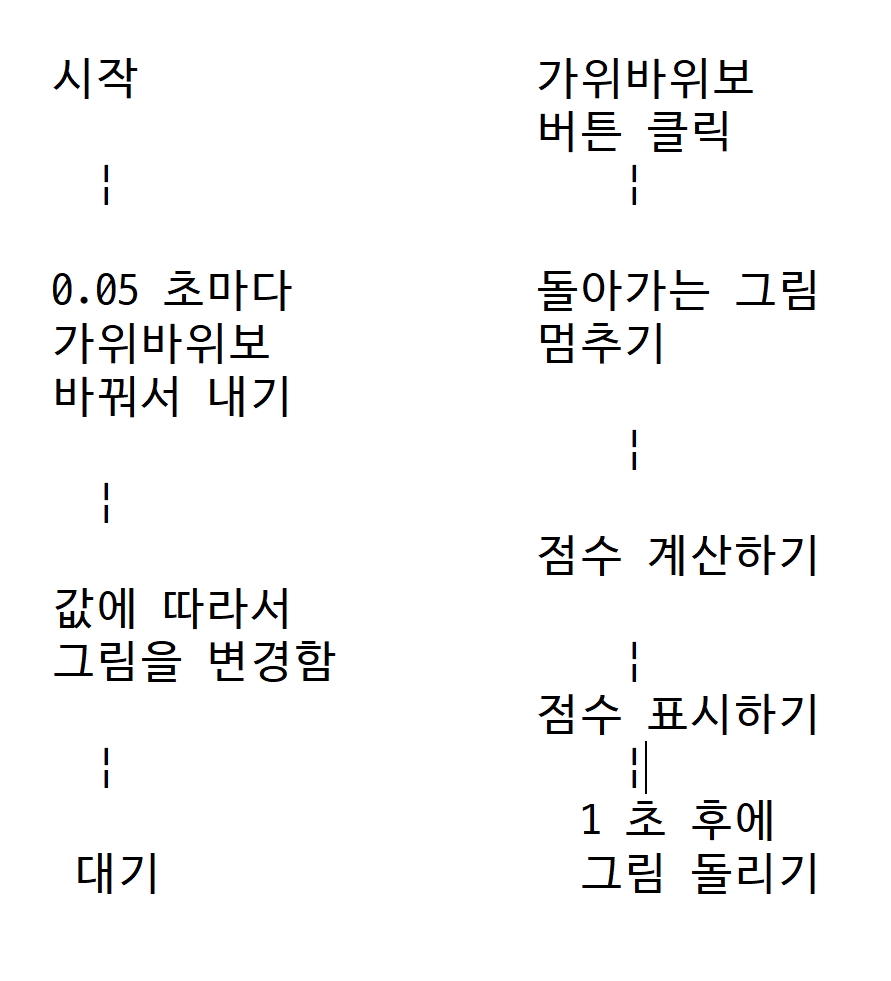 시작
¦
0.05 초마다
가위바위보
바꿔서 내기
¦
값에 따라서
그림을 변경함
¦
대기
가위바위보
버튼 클릭
¦
돌아가는 그림
멈추기
¦
점수 계산하기
¦
점수 표시하기
¦
1 초 후에
그림 돌리기